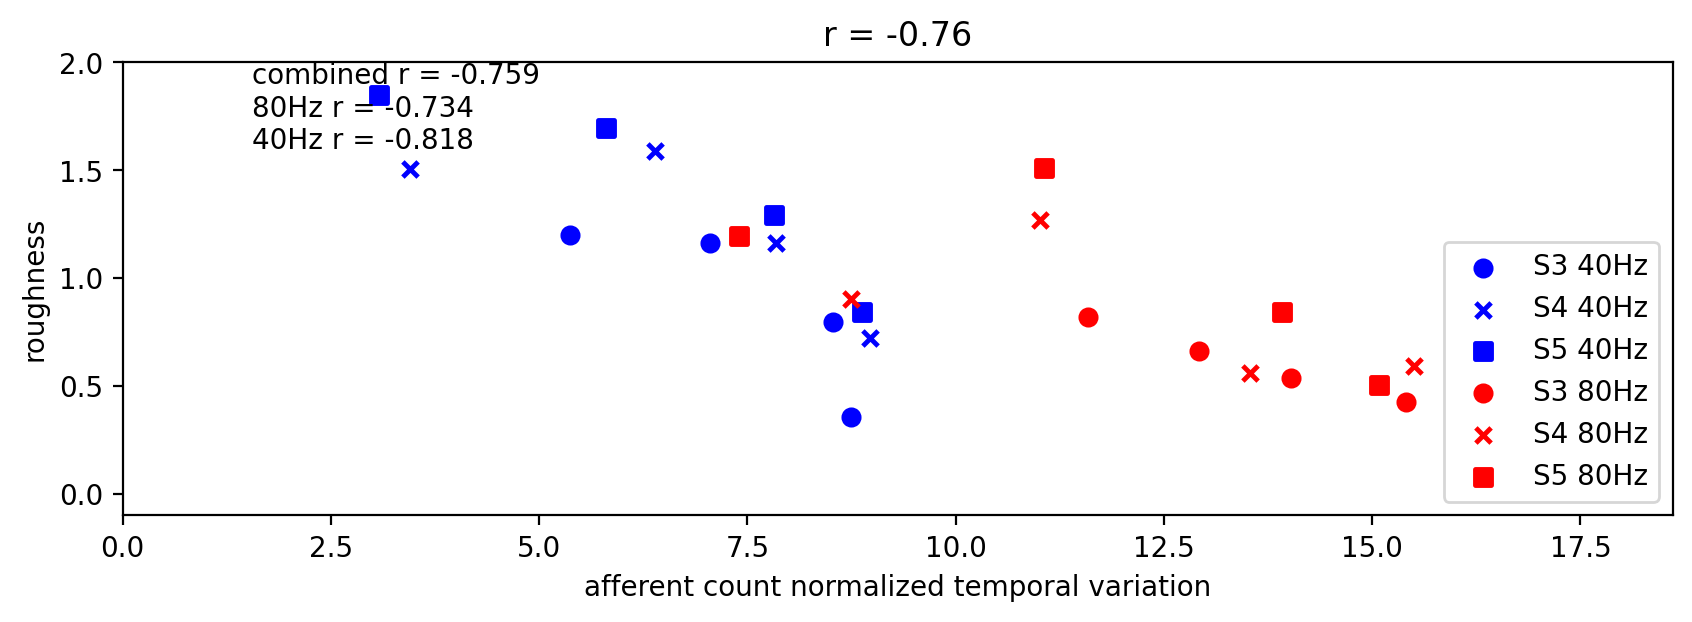 r = -0.76
combined r = -0.759
80Hz r = -0.734
40Hz r = -0.818
2.0
1.5
1.0
0.5
0.0
roughness
S3 40Hz
S4 40Hz
S5 40Hz
S3 80Hz
S4 80Hz
S5 80Hz
0.0 2.5 5.0 7.5 10.0 12.5 15.0 17.5
afferent count normalized temporal variation